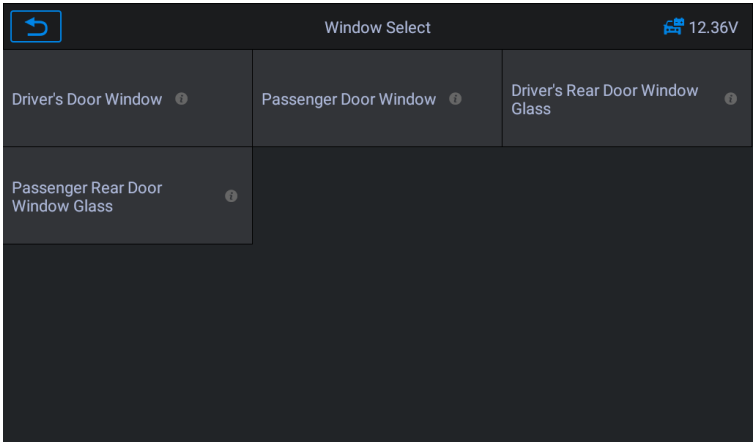 Window Select
12.36V
Driver's Door Window
Passenger Door Window
Driver's Rear Door Window
Glass
Passenger Rear Door
Window Glass